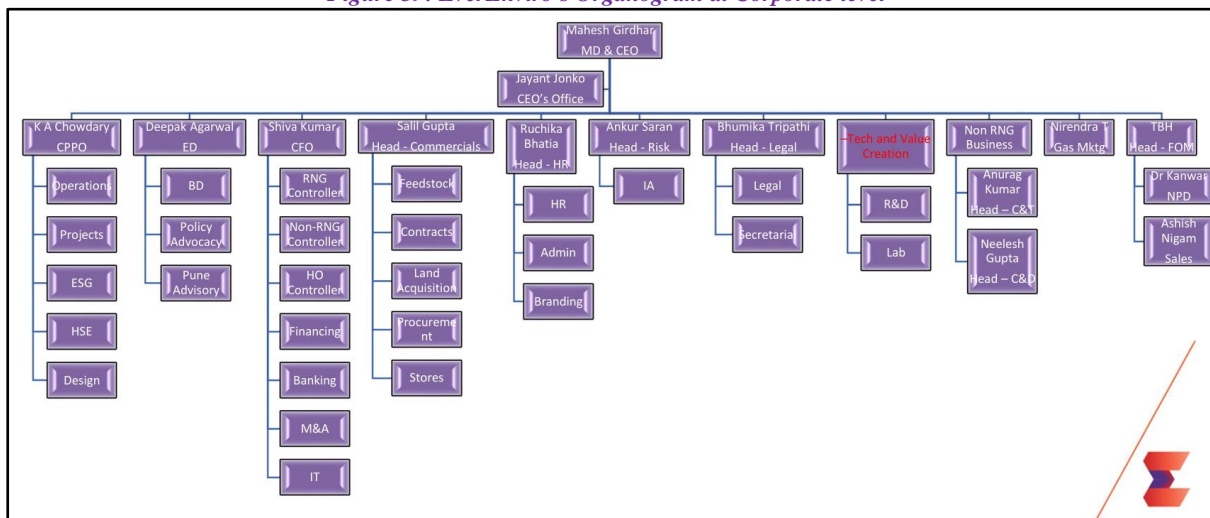 Mahesh Girdhar
MD & CEO
Jayant Jonko
CEO's Office
K A Chowdary
CPPO
Operations
Projects
ESG
HSE
Design
Deepak Agarwal
ED
BD
Policy
Advocacy
Pune
Advisory
Shiva Kumar
CFO
RNG
Controller
Non-RNG
Controller
HO
Controller
Financing
Banking
M&A
IT
Salil Gupta
Head - Commercials
Feedstock
Contracts
Land
Acquisition
Procureme
nt
Stores
Ruchika
Bhatia
Head - HR
HR
Admin
Branding
Ankur Saran
Head - Risk
IA
Bhumika Tripathi
Head - Legal
Legal
Secretarial
–Tech and Value
Creation
R&D
Lab
Non RNG
Business
Anurag
Kumar
Head – C&T
Neelesh
Gupta
Head – C&D
Nirendra T
Gas Mktg
TBH
Head - FOM
Dr Kanwar
NPD
Ashish
Nigam
Sales